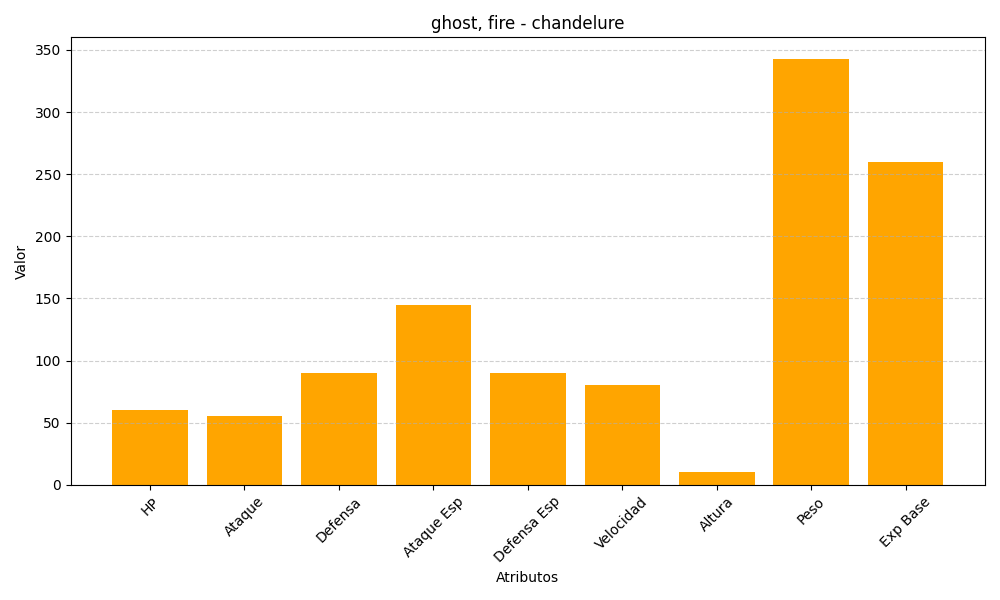 ghost, fire - chandelure
Valor
350
300
250
200
150
100
50
0
HP
Ataque
Defensa
Ataque Esp
Defensa Esp
Velocidad
Altura
Peso
Exp Base
Atributos